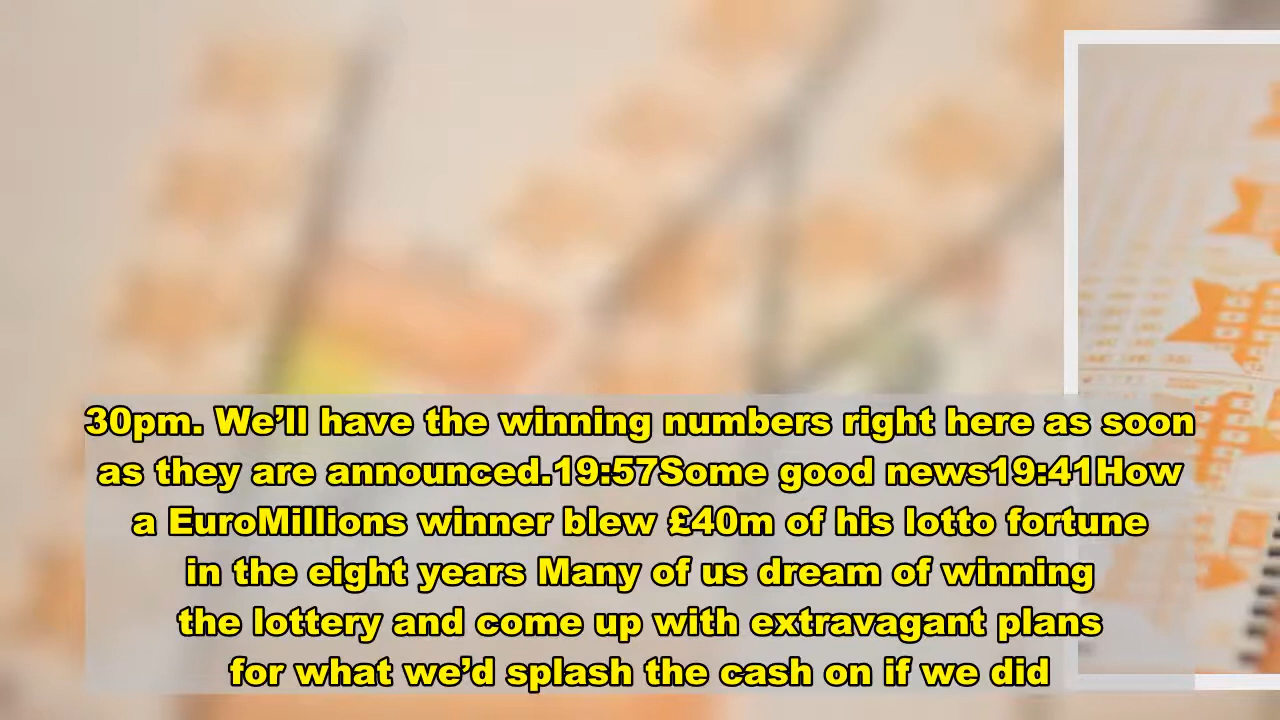 30pm. We’ll have the winning numbers right here as soon
as they are announced.19:57Some good news19:41How
a EuroMillions winner blew £40m of his lotto fortune
in the eight years Many of us dream of winning
the lottery and come up with extravagant plans
for what we’d splash the cash on if we did